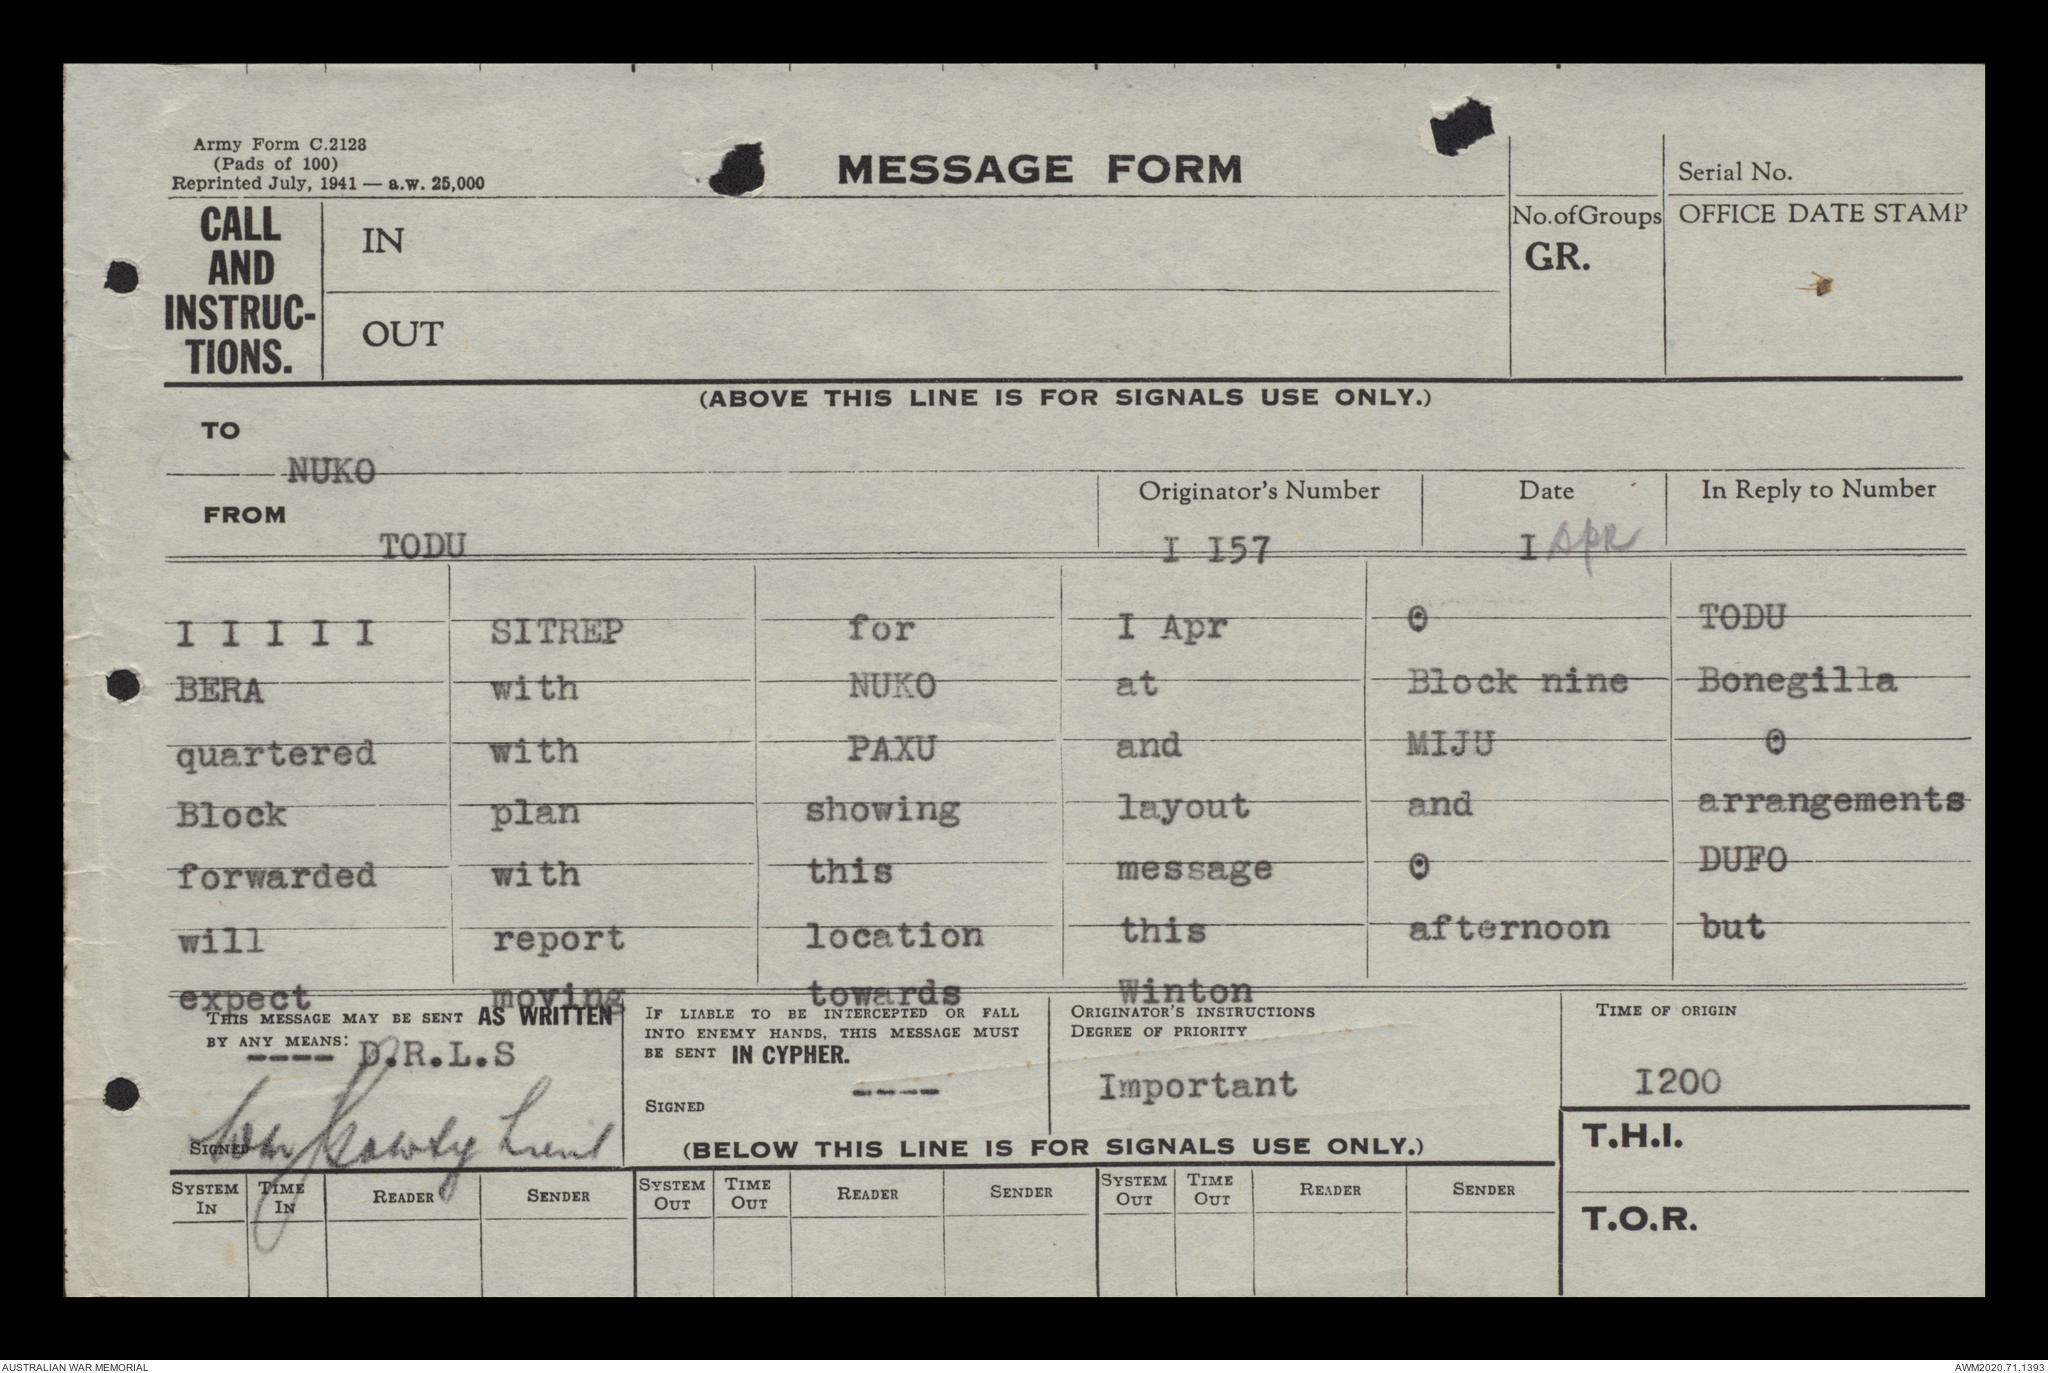 Army Form C.2128
(Pads of 100)
Reprinted July, 1941 — a.w. 25,000
MESSAGE FORM
Serial No.
CALL AND INSTRUC-TIONS.
IN
OUT
No.ofGroups
GR.
OFFICE DATE STAMP
(ABOVE THIS LINE IS FOR SIGNALS USE ONLY.)
TO
NUKO
FROM
TODU
Originator's Number
I I57
Date
I Apr
In Reply to Number
I I I I I SITREP for I Apr O TODU
BERA with NUKO at Block nine Bonegilla
quartered with PAXU and MIJU O
Block plan showing layout and arrangements
forwarded with this message O DUFO
will report location this afternoon but
expect moving towards Winton
THIS MESSAGE MAY BE SENT AS WRITTEN
BY ANY MEANS:
---- D.R.L.S
SIGNED Lieut
IF LIABLE TO BE INTERCEPTED OR FALL
INTO ENEMY HANDS, THIS MESSAGE MUST
BE SENT IN CYPHER.
----
SIGNED
ORIGINATOR'S INSTRUCTIONS
DEGREE OF PRIORITY
Important
TIME OF ORIGIN
I200
(BELOW THIS LINE IS FOR SIGNALS USE ONLY.)
T.H.I.
T.O.R.
SYSTEM IN TIME IN READER SENDER SYSTEM OUT TIME OUT READER SENDER SYSTEM OUT TIME OUT READER SENDER
AUSTRALIAN WAR MEMORIAL
AWM2020.71.1393